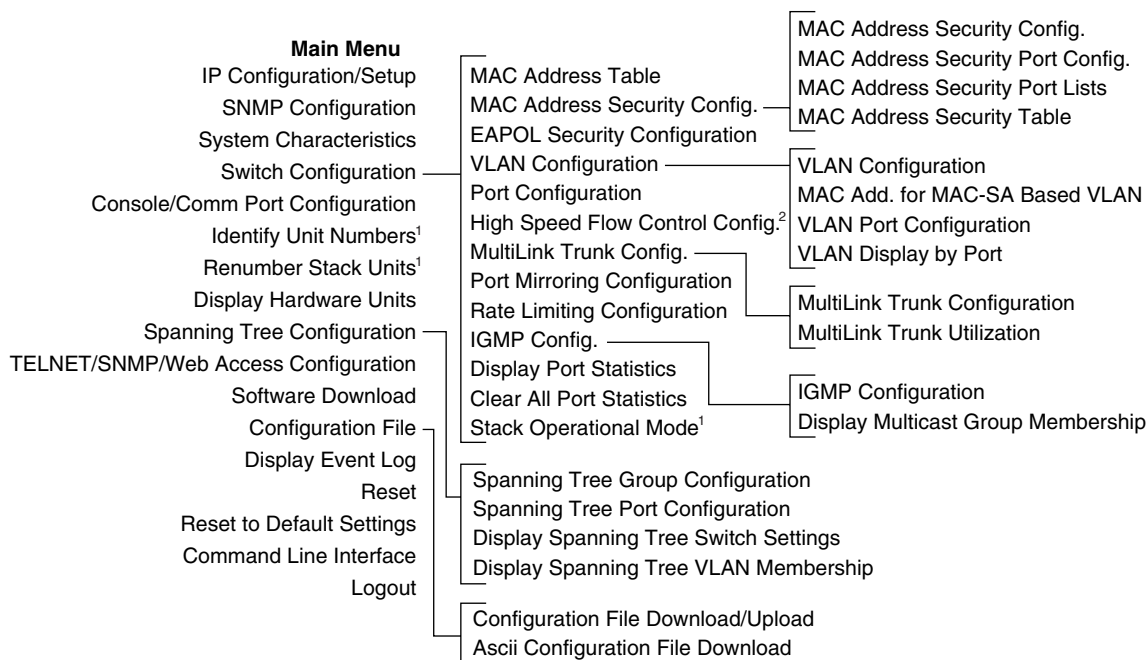 Main Menu
IP Configuration/Setup
SNMP Configuration
System Characteristics
Switch Configuration
Console/Comm Port Configuration
Identify Unit Numbers¹
Renumber Stack Units¹
Display Hardware Units
Spanning Tree Configuration
TELNET/SNMP/Web Access Configuration
Software Download
Configuration File
Display Event Log
Reset
Reset to Default Settings
Command Line Interface
Logout
MAC Address Table
MAC Address Security Config.
EAPOL Security Configuration
VLAN Configuration
Port Configuration
High Speed Flow Control Config.²
MultiLink Trunk Config.
Port Mirroring Configuration
Rate Limiting Configuration
IGMP Config.
Display Port Statistics
Clear All Port Statistics
Stack Operational Mode¹
Spanning Tree Group Configuration
Spanning Tree Port Configuration
Display Spanning Tree Switch Settings
Display Spanning Tree VLAN Membership
Configuration File Download/Upload
Ascii Configuration File Download
MAC Address Security Config.
MAC Address Security Port Config.
MAC Address Security Port Lists
MAC Address Security Table
VLAN Configuration
MAC Add. for MAC-SA Based VLAN
VLAN Port Configuration
VLAN Display by Port
MultiLink Trunk Configuration
MultiLink Trunk Utilization
IGMP Configuration
Display Multicast Group Membership